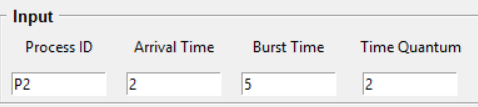 Input
Process ID Arrival Time Burst Time Time Quantum
P2 2 5 2